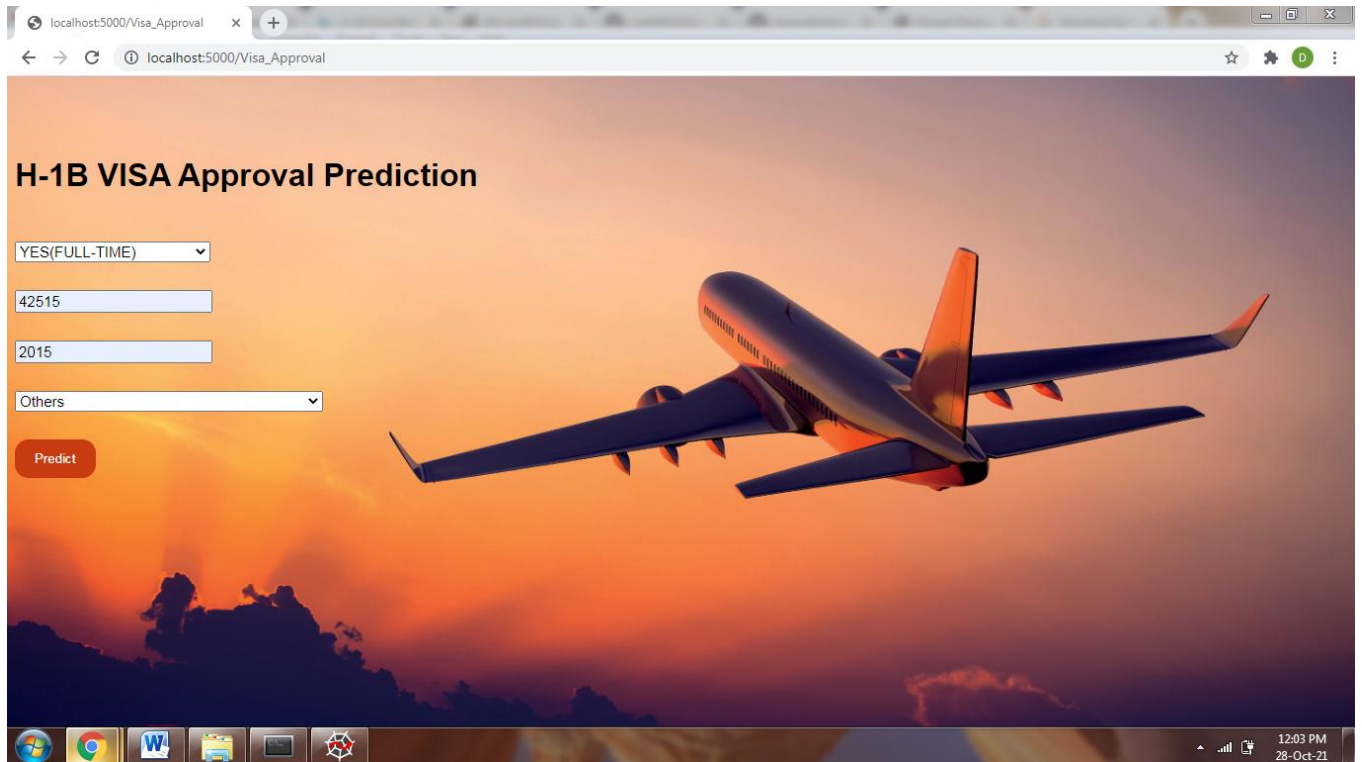 localhost:5000/Visa_Approval
localhost:5000/Visa_Approval
D
H-1B VISA Approval Prediction
YES(FULL-TIME)
42515
2015
Others
Predict
W
12:03 PM
28-Oct-21